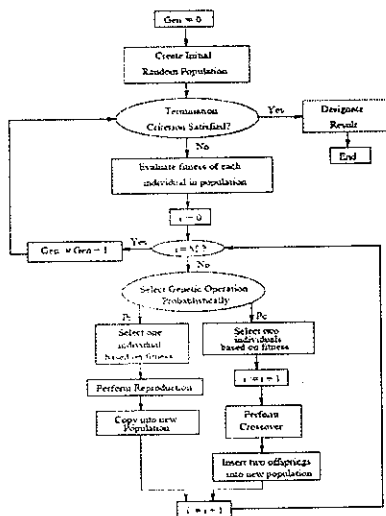 Gen = 0
Create Initial
Random Population
Termination
Criterion Satisfied?
Yes
Designate
Result
End
No
Evaluate fitness of each
individual in population
i = 0
Gen = Gen + 1
Yes
i = M ?
No
Select Genetic Operation
Probabilistically
Pr
Pc
Select one
individual
based on fitness
Select two
individuals
based on fitness
i = i + 1
Perform Reproduction
Copy into new
Population
Perform
Crossover
Insert two offsprings
into new population
i = i + 1